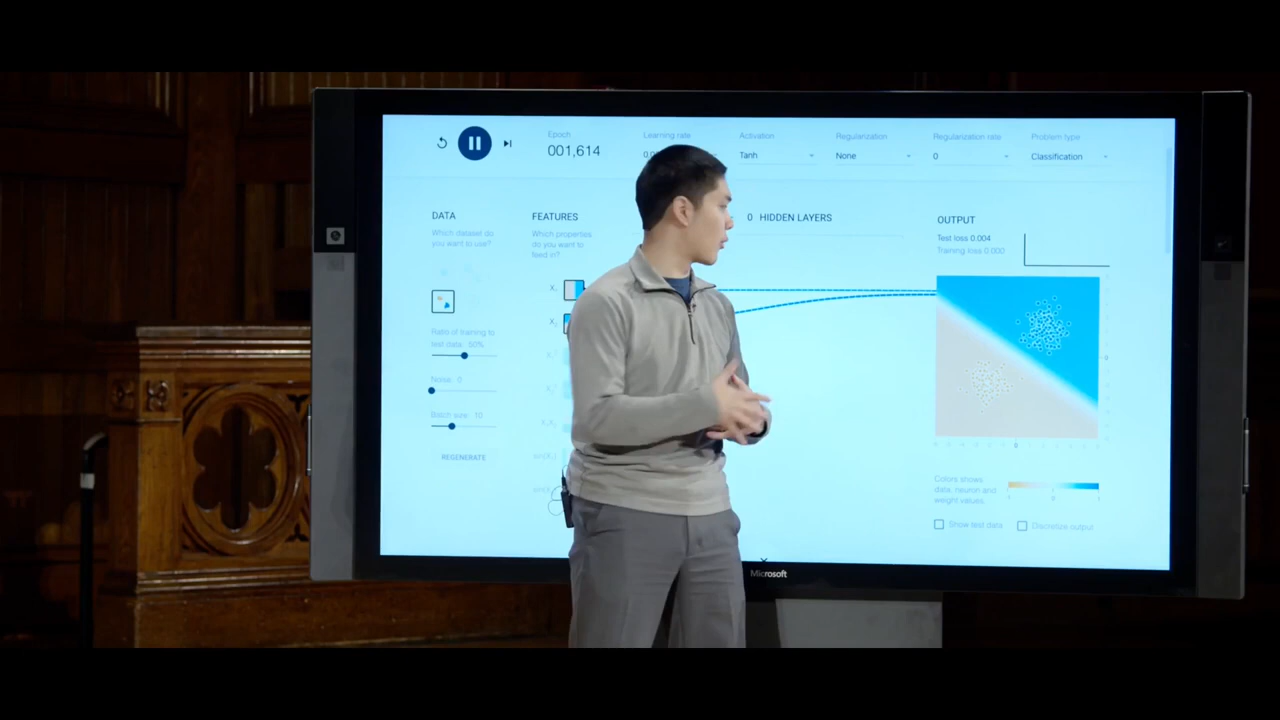 Epoch
001,614
Learning rate
Activation
Tanh
Regularization
None
Regularization rate
0
Problem type
Classification
DATA
Which dataset do
you want to use?
Ratio of training to
test data: 50%
Noise: 0
Batch size: 10
REGENERATE
FEATURES
Which properties
do you want to
feed in?
X₁
X₂
0 HIDDEN LAYERS
OUTPUT
Test loss 0.004
Training loss 0.000
Colors shows
data, neuron and
weight values.
Show test data
Discretize output
Microsoft